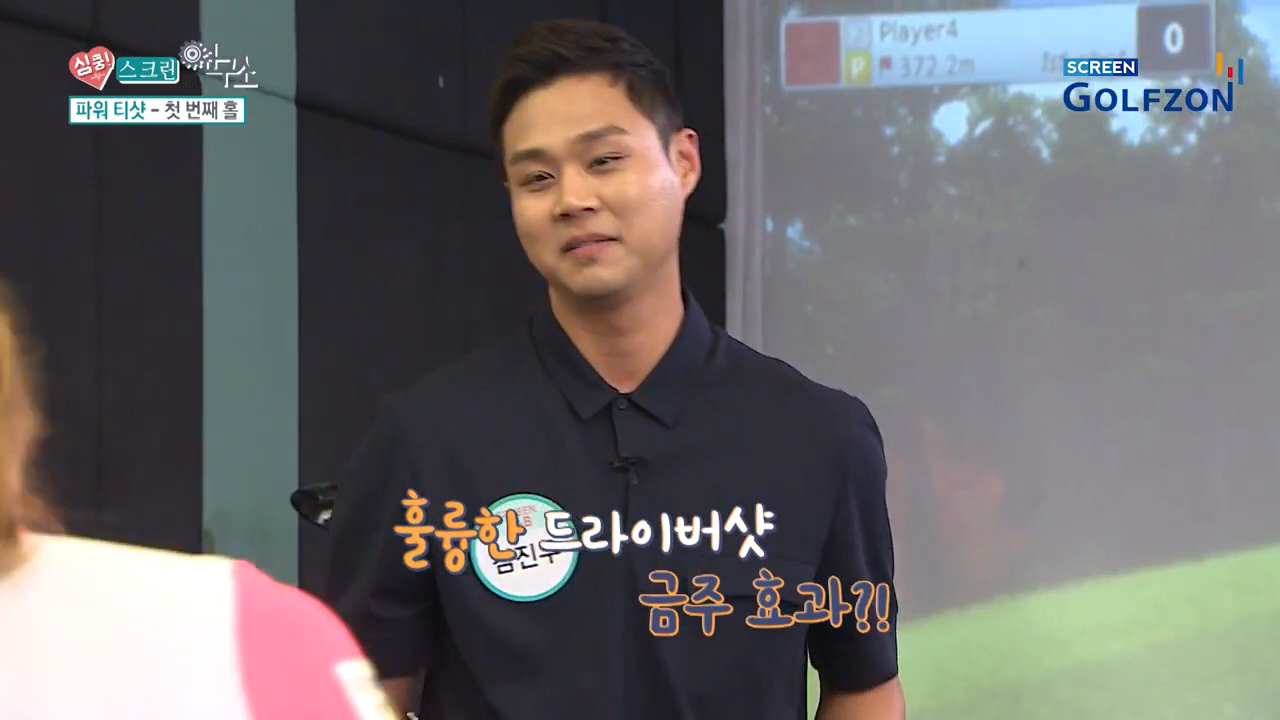 심쿵! 스크린
파워 티샷 - 첫 번째 홀
Player4
P 372.2m
0
SCREEN
GOLFZON
훌륭한 드라이버샷
금주 효과?!